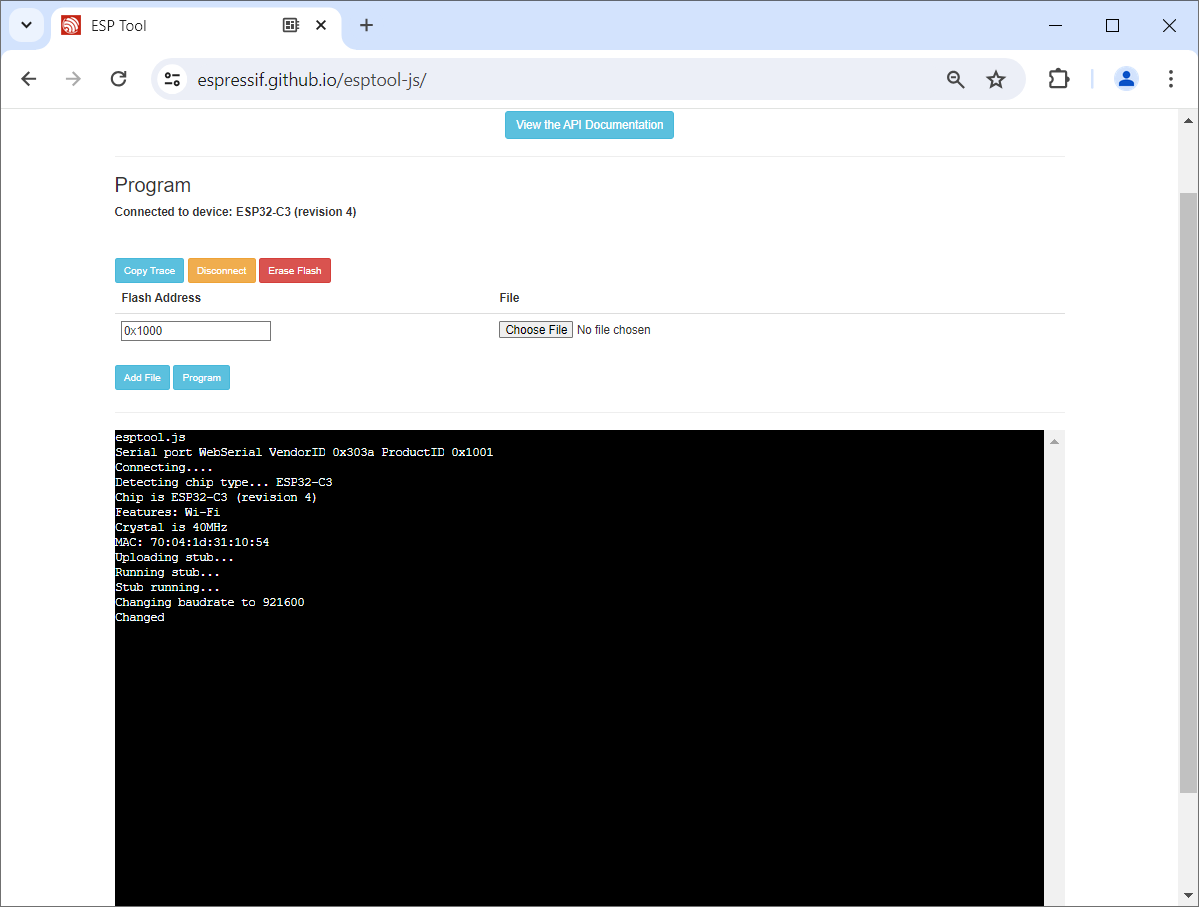 ESP Tool
espressif.github.io/esptool-js/
View the API Documentation
Program
Connected to device: ESP32-C3 (revision 4)
Copy Trace Disconnect Erase Flash
Flash Address File
0x1000 Choose File No file chosen
Add File Program
esptool.js
Serial port WebSerial VendorID 0x303a ProductID 0x1001
Connecting....
Detecting chip type... ESP32-C3
Chip is ESP32-C3 (revision 4)
Features: Wi-Fi
Crystal is 40MHz
MAC: 70:04:1d:31:10:54
Uploading stub...
Running stub...
Stub running...
Changing baudrate to 921600
Changed